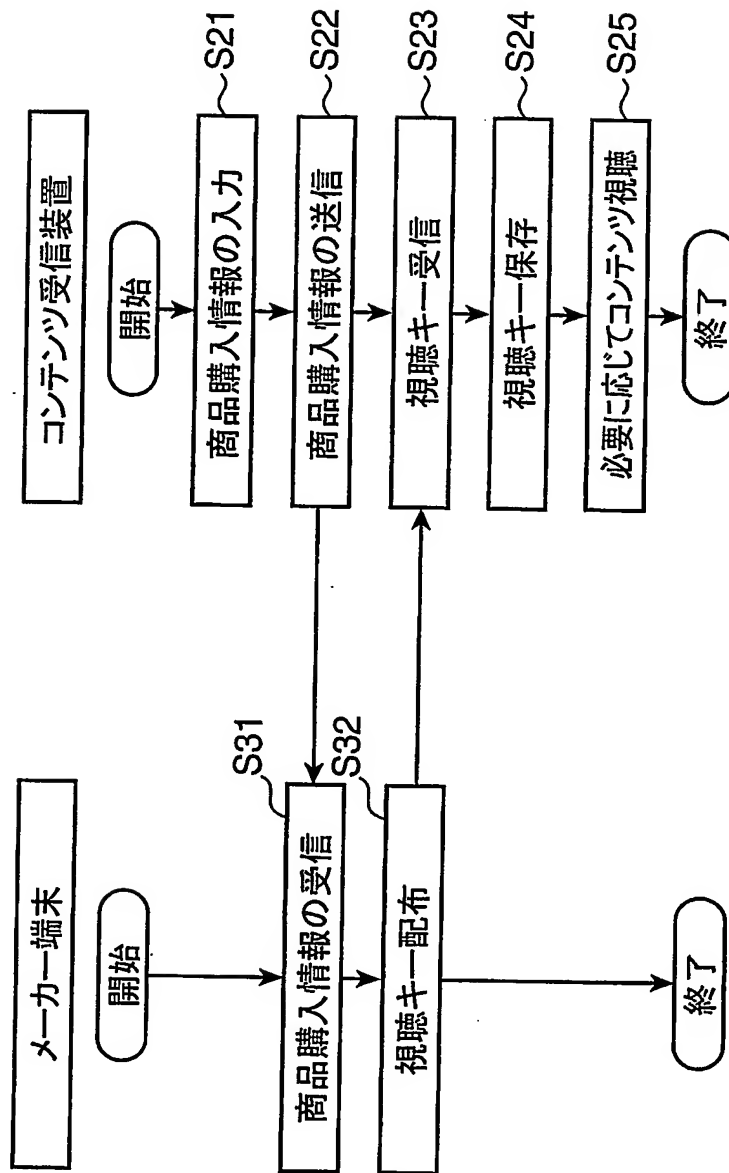 メーカー端末
開始
S31
商品購入情報の受信
S32
視聴キー配布
終了
コンテンツ受信装置
開始
商品購入情報の入力
S21
商品購入情報の送信
S22
視聴キー受信
S23
視聴キー保存
S24
必要に応じてコンテンツ視聴
S25
終了